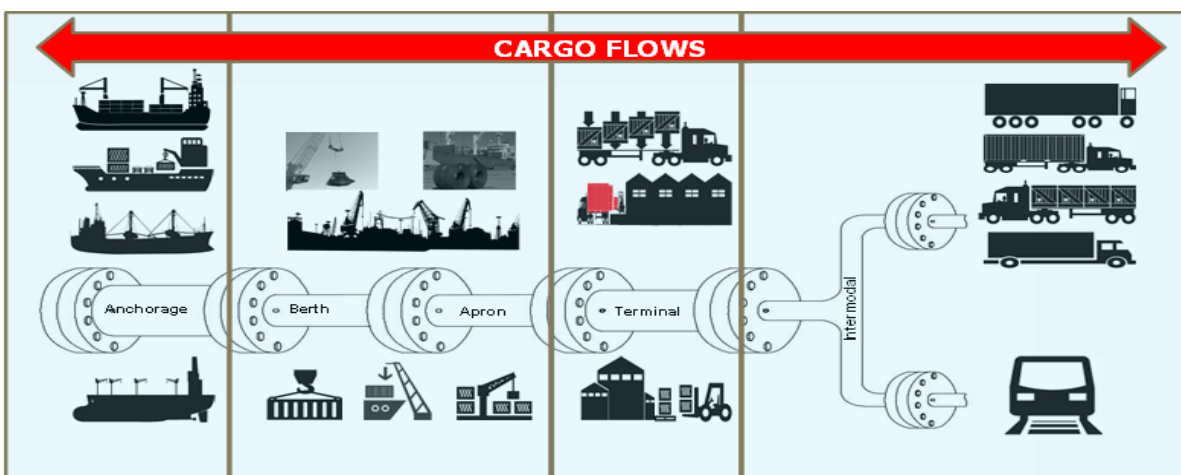 CARGO FLOWS
Anchorage
Berth
Apron
Terminal
Intermodal